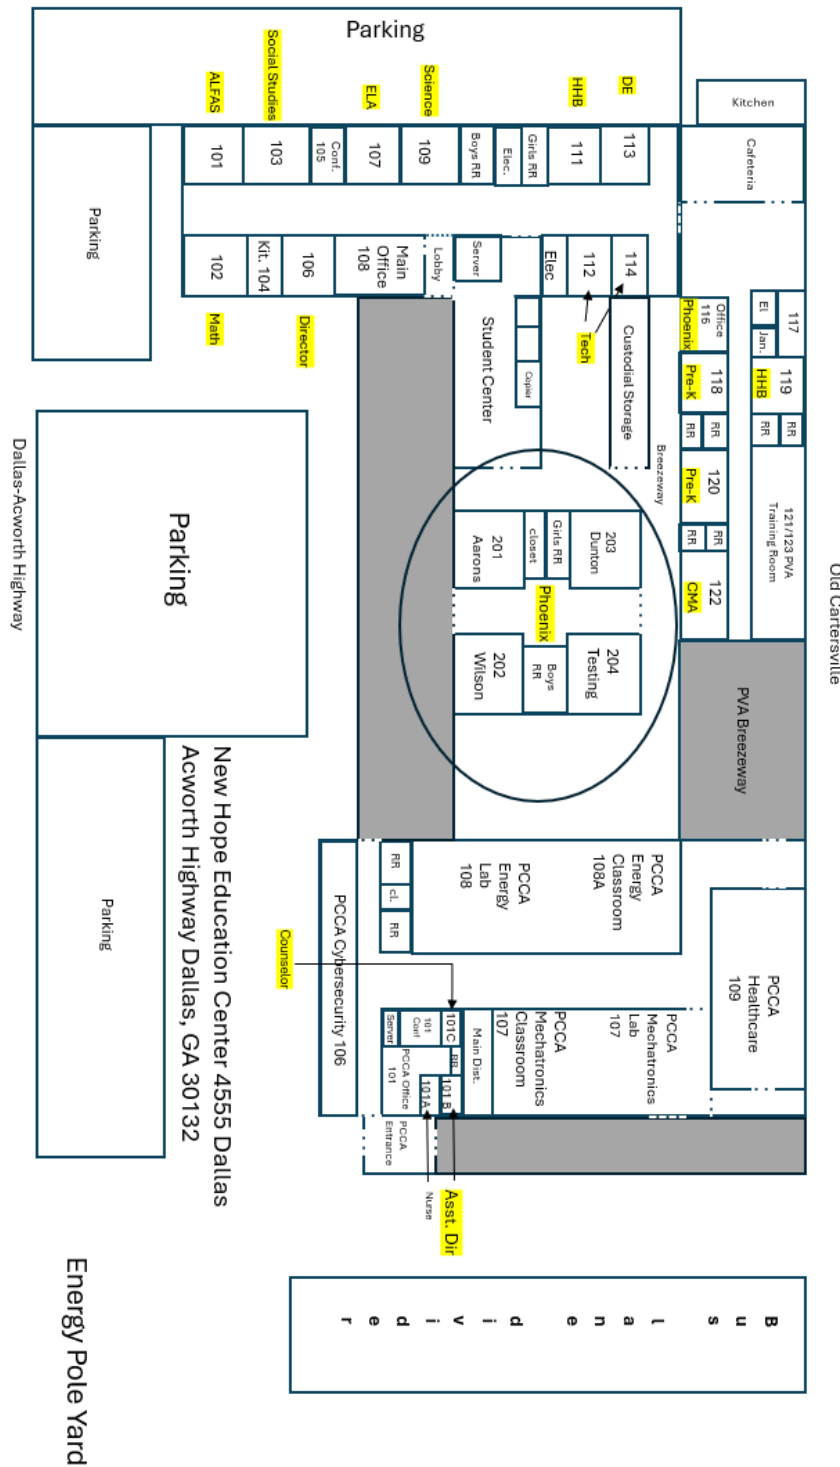 Parking
ALFAS
Social Studies
ELA
Science
HHB
DE
Kitchen
Cafeteria
Parking
101
103
Conf.
105
107
109
Boys RR
Elec.
Girls RR
111
113
102
Kit. 104
106
Main
Office
108
Lobby
Server
Elec
112
114
Math
Director
Tech
Student Center
Copier
Custodial Storage
Breezeway
Office
116
Phoenix
118
Pre-K
RR
RR
120
Pre-K
RR
RR
122
CMA
El
Jan.
117
119
HHB
RR
RR
121/123 PVA
Training Room
Old Cartersville
Dallas-Acworth Highway
Parking
201
Aarons
closet
Girls RR
203
Dunton
Phoenix
202
Wilson
Boys
RR
204
Testing
PVA Breezeway
New Hope Education Center 4555 Dallas
Acworth Highway Dallas, GA 30132
Parking
PCCA Cybersecurity 106
RR
cl.
RR
PCCA
Energy
Lab
108
PCCA
Energy
Classroom
108A
PCCA
Healthcare
109
Counselor
Server
101
Conf
101C
RR
PCCA Office
101
101A
101 B
Main Dist.
PCCA
Mechatronics
Classroom
107
PCCA
Mechatronics
Lab
107
PCCA
Entrance
Nurse
Asst. Dir
Bus lane divider
Energy Pole Yard